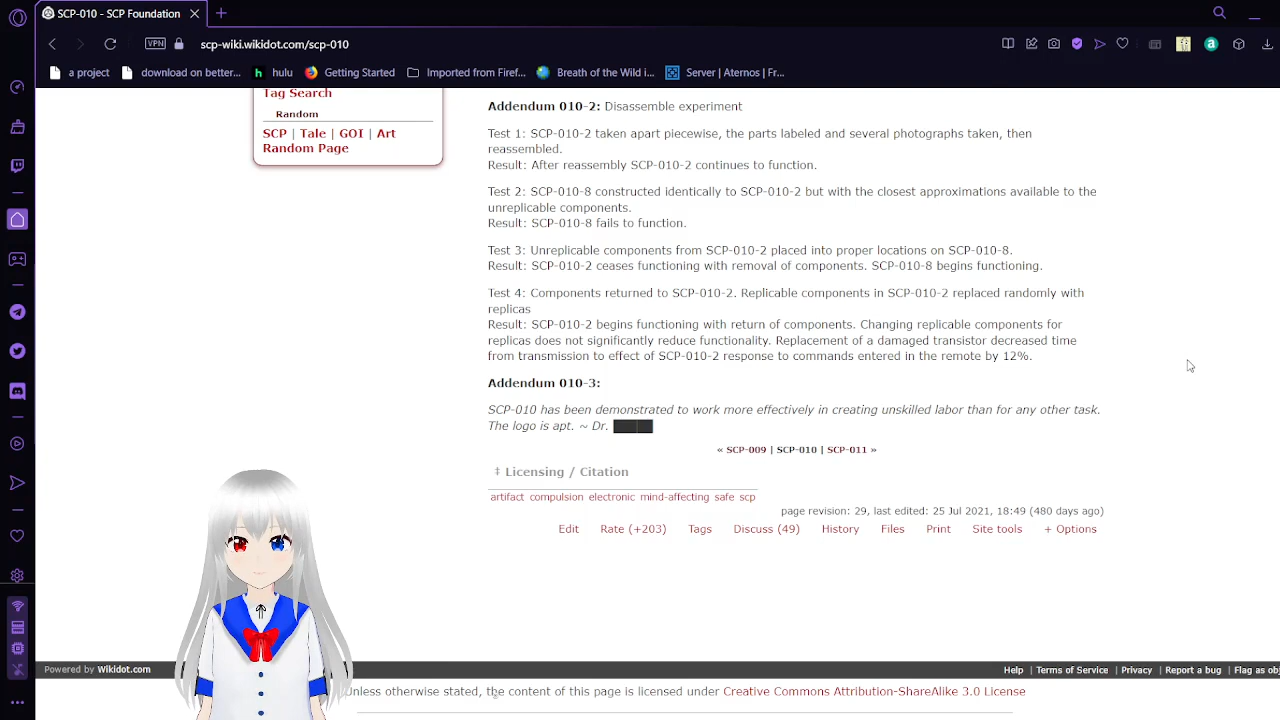 SCP-010 - SCP Foundation
VPN
scp-wiki.wikidot.com/scp-010
a project
download on better...
hulu
Getting Started
Imported from Firef...
Breath of the Wild i...
Server | Aternos | Fr...
Tag Search
Random
SCP | Tale | GOI | Art
Random Page
Addendum 010-2: Disassemble experiment
Test 1: SCP-010-2 taken apart piecewise, the parts labeled and several photographs taken, then
reassembled.
Result: After reassembly SCP-010-2 continues to function.
Test 2: SCP-010-8 constructed identically to SCP-010-2 but with the closest approximations available to the
unreplicable components.
Result: SCP-010-8 fails to function.
Test 3: Unreplicable components from SCP-010-2 placed into proper locations on SCP-010-8.
Result: SCP-010-2 ceases functioning with removal of components. SCP-010-8 begins functioning.
Test 4: Components returned to SCP-010-2. Replicable components in SCP-010-2 replaced randomly with
replicas
Result: SCP-010-2 begins functioning with return of components. Changing replicable components for
replicas does not significantly reduce functionality. Replacement of a damaged transistor decreased time
from transmission to effect of SCP-010-2 response to commands entered in the remote by 12%.
Addendum 010-3:
SCP-010 has been demonstrated to work more effectively in creating unskilled labor than for any other task.
The logo is apt. ~ Dr. ████
« SCP-009 | SCP-010 | SCP-011 »
‡ Licensing / Citation
artifact compulsion electronic mind-affecting safe scp
page revision: 29, last edited: 25 Jul 2021, 18:49 (480 days ago)
Edit Rate (+203) Tags Discuss (49) History Files Print Site tools + Options
Powered by Wikidot.com
Help | Terms of Service | Privacy | Report a bug | Flag as obj
Unless otherwise stated, the content of this page is licensed under Creative Commons Attribution-ShareAlike 3.0 License